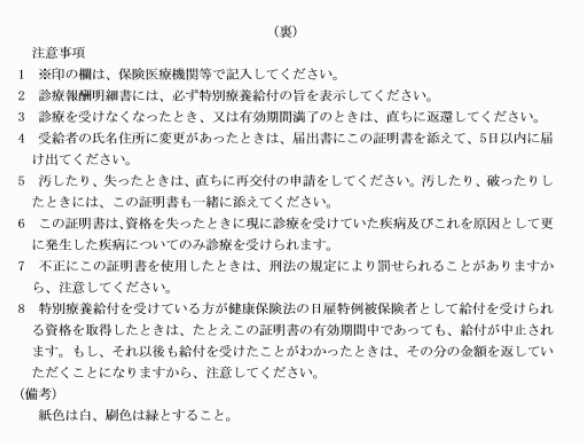 (裏)
注意事項
1 ※印の欄は、保険医療機関等で記入してください。
2 診療報酬明細書には、必ず特別療養給付の旨を表示してください。
3 診療を受けなくなったとき、又は有効期間満了のときは、直ちに返還してください。
4 受給者の氏名住所に変更があったときは、届出書にこの証明書を添えて、5日以内に届
け出てください。
5 汚したり、失ったときは、直ちに再交付の申請をしてください。汚したり、破ったりし
たときには、この証明書も一緒に添えてください。
6 この証明書は、資格を失ったときに現に診療を受けていた疾病及びこれを原因として更
に発生した疾病についてのみ診療を受けられます。
7 不正にこの証明書を使用したときは、刑法の規定により罰せられることがありますか
ら、注意してください。
8 特別療養給付を受けている方が健康保険法の日雇特例被保険者として給付を受けられ
る資格を取得したときは、たとえこの証明書の有効期間中であっても、給付が中止され
ます。もし、それ以後も給付を受けたことがわかったときは、その分の金額を返してい
ただくことになりますから、注意してください。
(備考)
紙色は白、刷色は緑とすること。